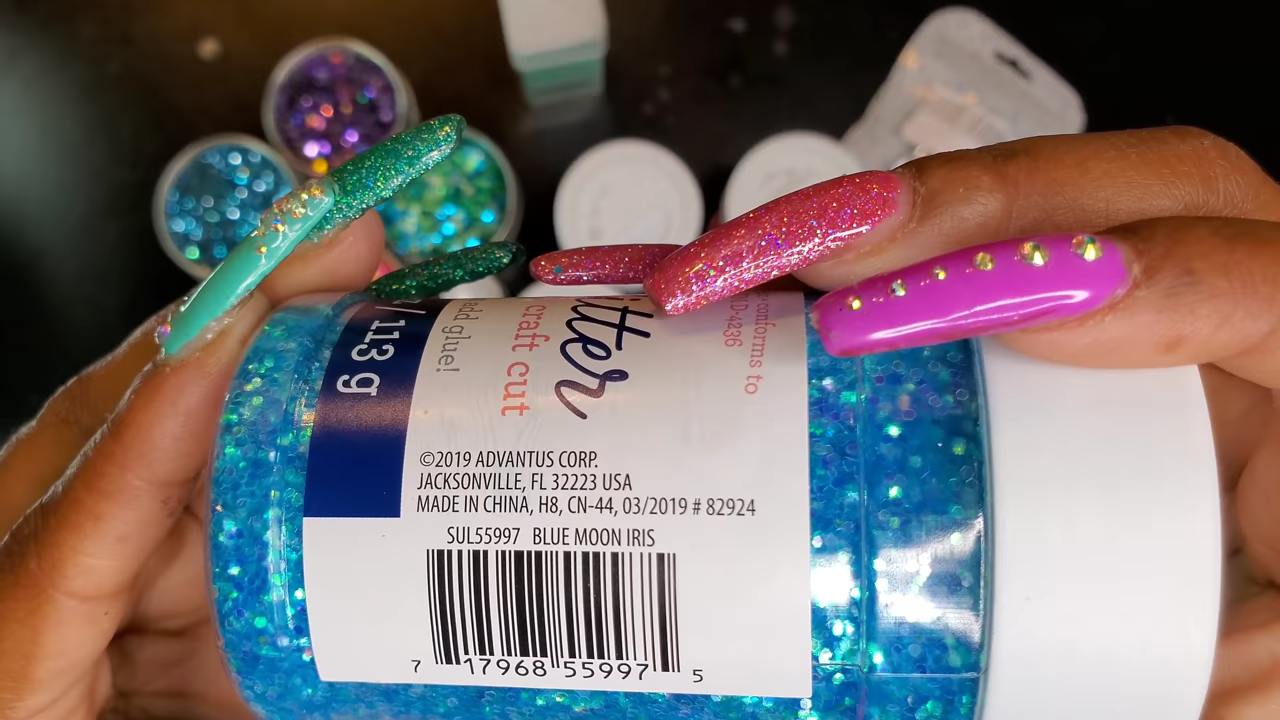 / 113 g
add glue!
craft cut
itter
conforms to
D-4236
©2019 ADVANTUS CORP.
JACKSONVILLE, FL 32223 USA
MADE IN CHINA, H8, CN-44, 03/2019 # 82924
SUL55997 BLUE MOON IRIS
7 17968 55997 5